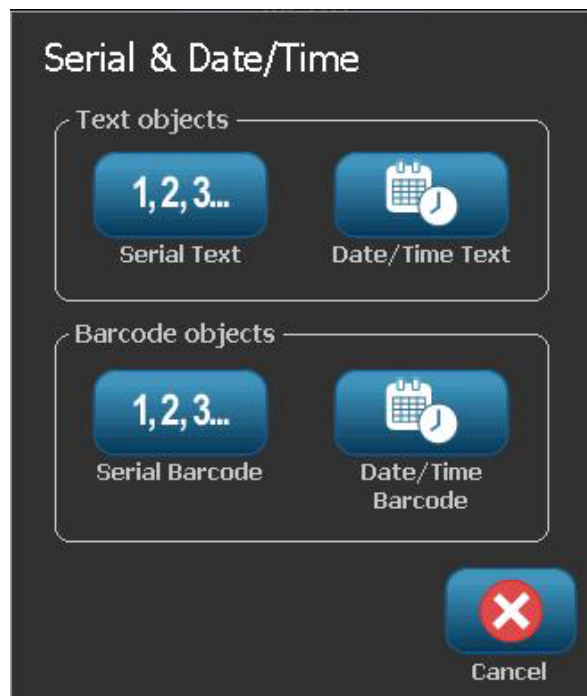 Serial & Date/Time
Text objects
1, 2, 3...
Serial Text
Date/Time Text
Barcode objects
1, 2, 3...
Serial Barcode
Date/Time
Barcode
Cancel